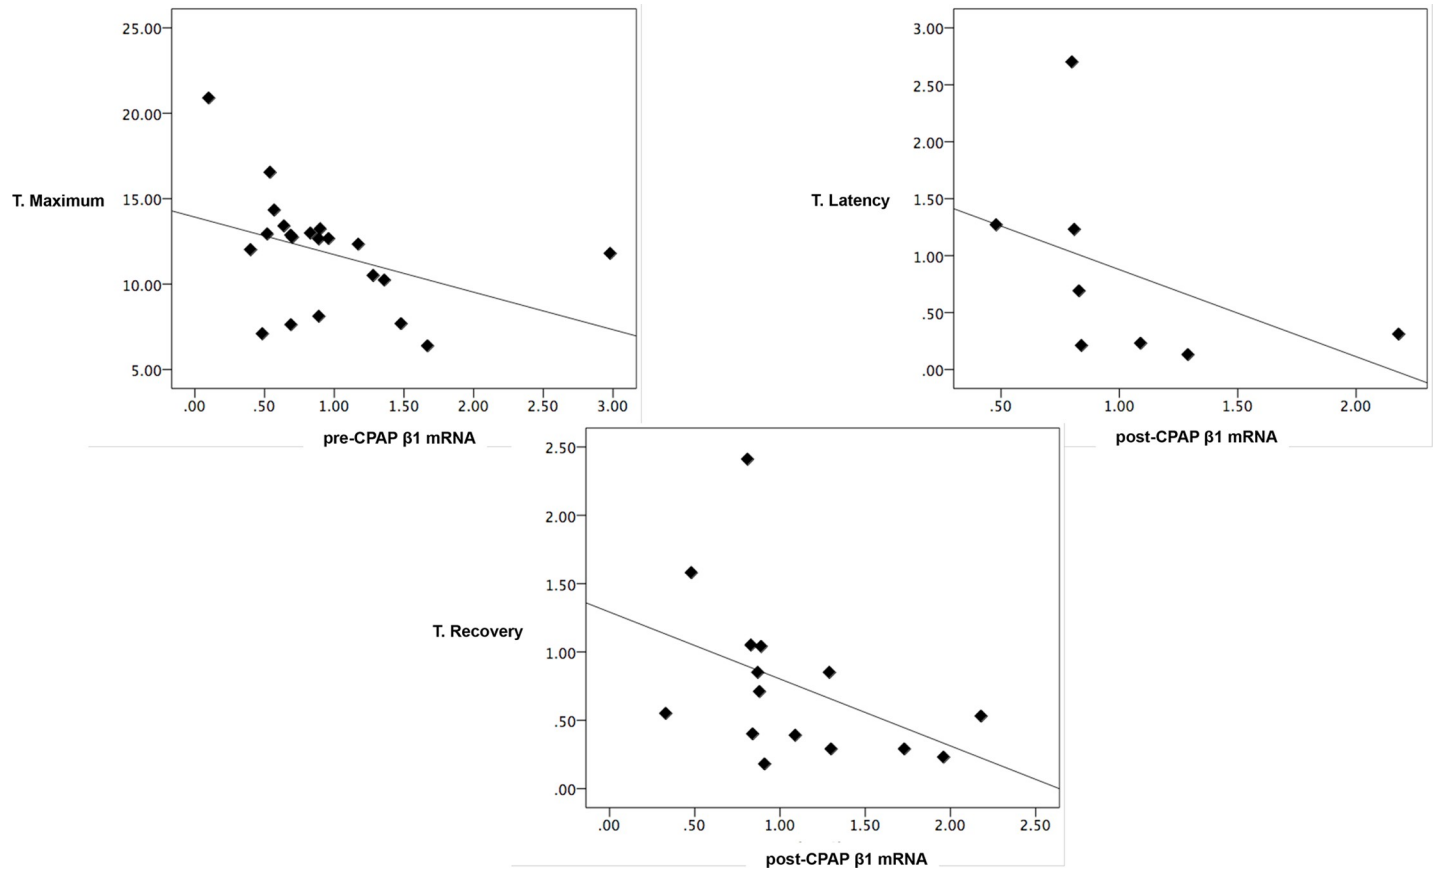 25.00
20.00
15.00
10.00
5.00
T. Maximum
.00 .50 1.00 1.50 2.00 2.50 3.00
pre-CPAP β1 mRNA
3.00
2.50
2.00
1.50
1.00
.50
.00
T. Latency
.50 1.00 1.50 2.00
post-CPAP β1 mRNA
2.50
2.00
1.50
1.00
.50
.00
T. Recovery
.00 .50 1.00 1.50 2.00 2.50
post-CPAP β1 mRNA